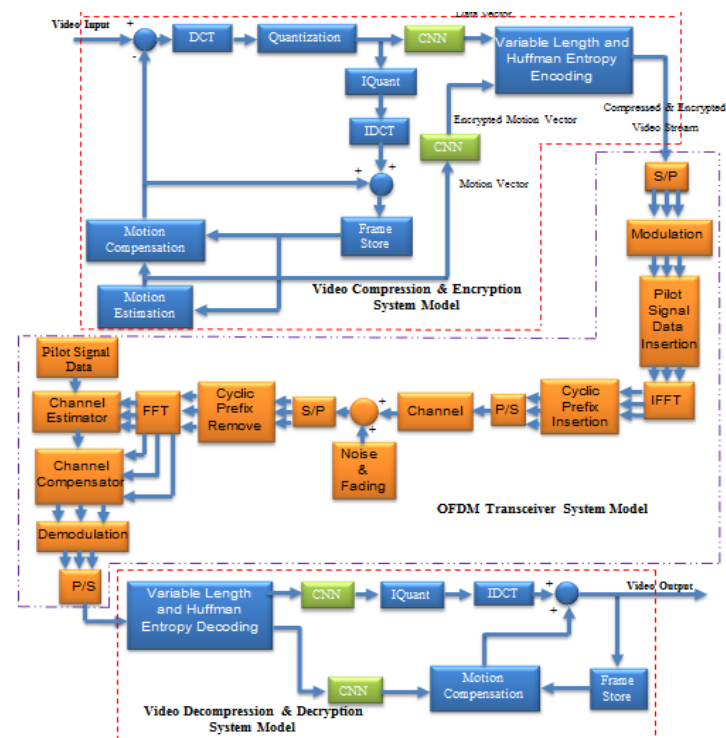 Data Vector
Video Input
+
-
DCT
Quantization
CNN
Variable Length and
Huffman Entropy
Encoding
IQuant
IDCT
Encrypted Motion Vector
Compressed & Encrypted
Video Stream
CNN
+
+
Motion Vector
S/P
Motion
Compensation
Frame
Store
Modulation
Motion
Estimation
Video Compression & Encryption
System Model
Pilot
Signal
Data
Insertion
Pilot Signal
Data
Channel
Estimator
FFT
Cyclic
Prefix
Remove
S/P
+
+
Channel
P/S
Cyclic
Prefix
Insertion
IFFT
Noise
&
Fading
Channel
Compensator
OFDM Transceiver System Model
Demodulation
P/S
Variable Length
and Huffman
Entropy Decoding
CNN
IQuant
IDCT
+
+
Video Output
CNN
Motion
Compensation
Frame
Store
Video Decompression & Decryption
System Model